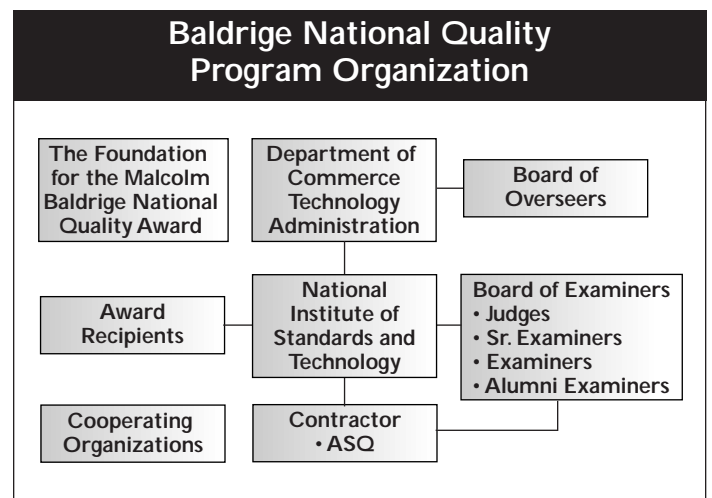 Baldrige National Quality
Program Organization
The Foundation
for the Malcolm
Baldrige National
Quality Award
Department of
Commerce
Technology
Administration
Board of
Overseers
Award
Recipients
National
Institute of
Standards and
Technology
Board of Examiners
• Judges
• Sr. Examiners
• Examiners
• Alumni Examiners
Cooperating
Organizations
Contractor
• ASQ